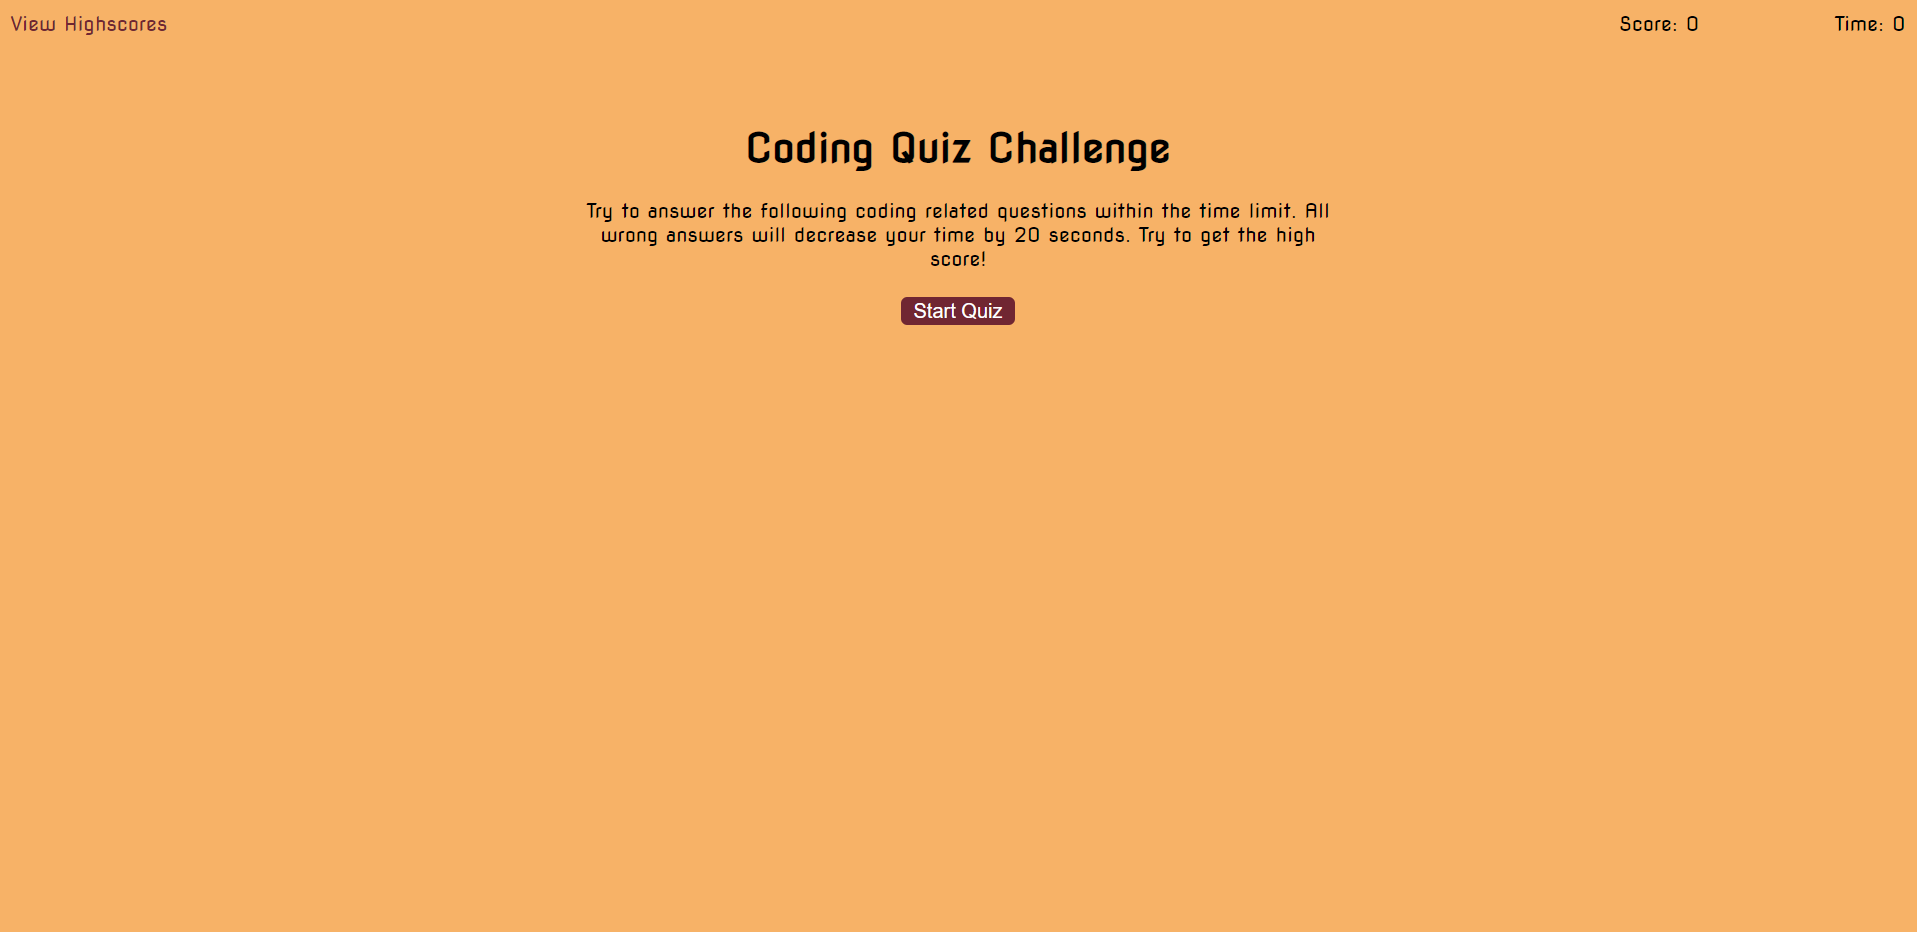 View Highscores
Score: 0
Time: 0
Coding Quiz Challenge
Try to answer the following coding related questions within the time limit. All
wrong answers will decrease your time by 20 seconds. Try to get the high
score!
Start Quiz